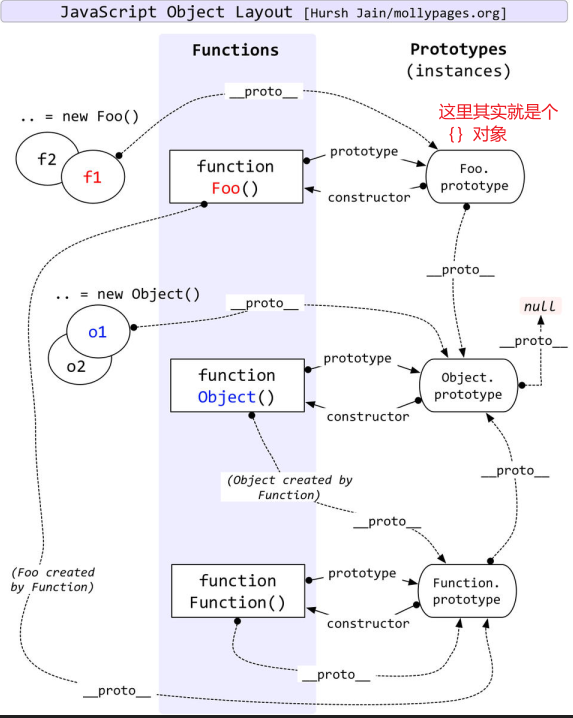 JavaScript Object Layout [Hursh Jain/mollypages.org]
Functions
Prototypes
(instances)
__proto__
.. = new Foo()
这里其实就是个
{} 对象
f2
f1
function
Foo()
prototype
constructor
Foo.
prototype
__proto__
.. = new Object()
__proto__
null
__proto__
o1
o2
function
Object()
prototype
constructor
Object.
prototype
(Object created by
Function)
__proto__
__proto__
(Foo created
by Function)
function
Function()
prototype
constructor
Function.
prototype
__proto__
__proto__